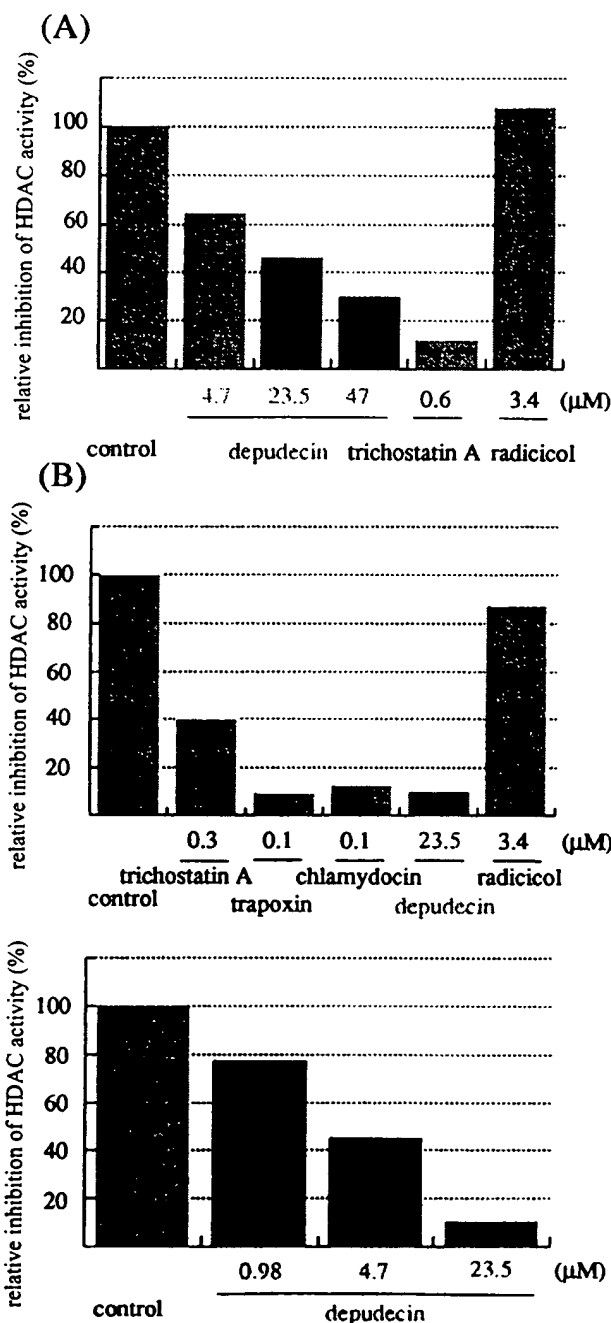 (A)
relative inhibition of HDAC activity (%)
100
80
60
40
20
4.7 23.5 47 0.6 3.4 (μM)
control depudecin trichostatin A radicicol
(B)
relative inhibition of HDAC activity (%)
100
80
60
40
20
0.3 0.1 0.1 23.5 3.4 (μM)
trichostatin A chlamydocin radicicol
control trapoxin depudecin
relative inhibition of HDAC activity (%)
100
80
60
40
20
0.98 4.7 23.5 (μM)
control depudecin